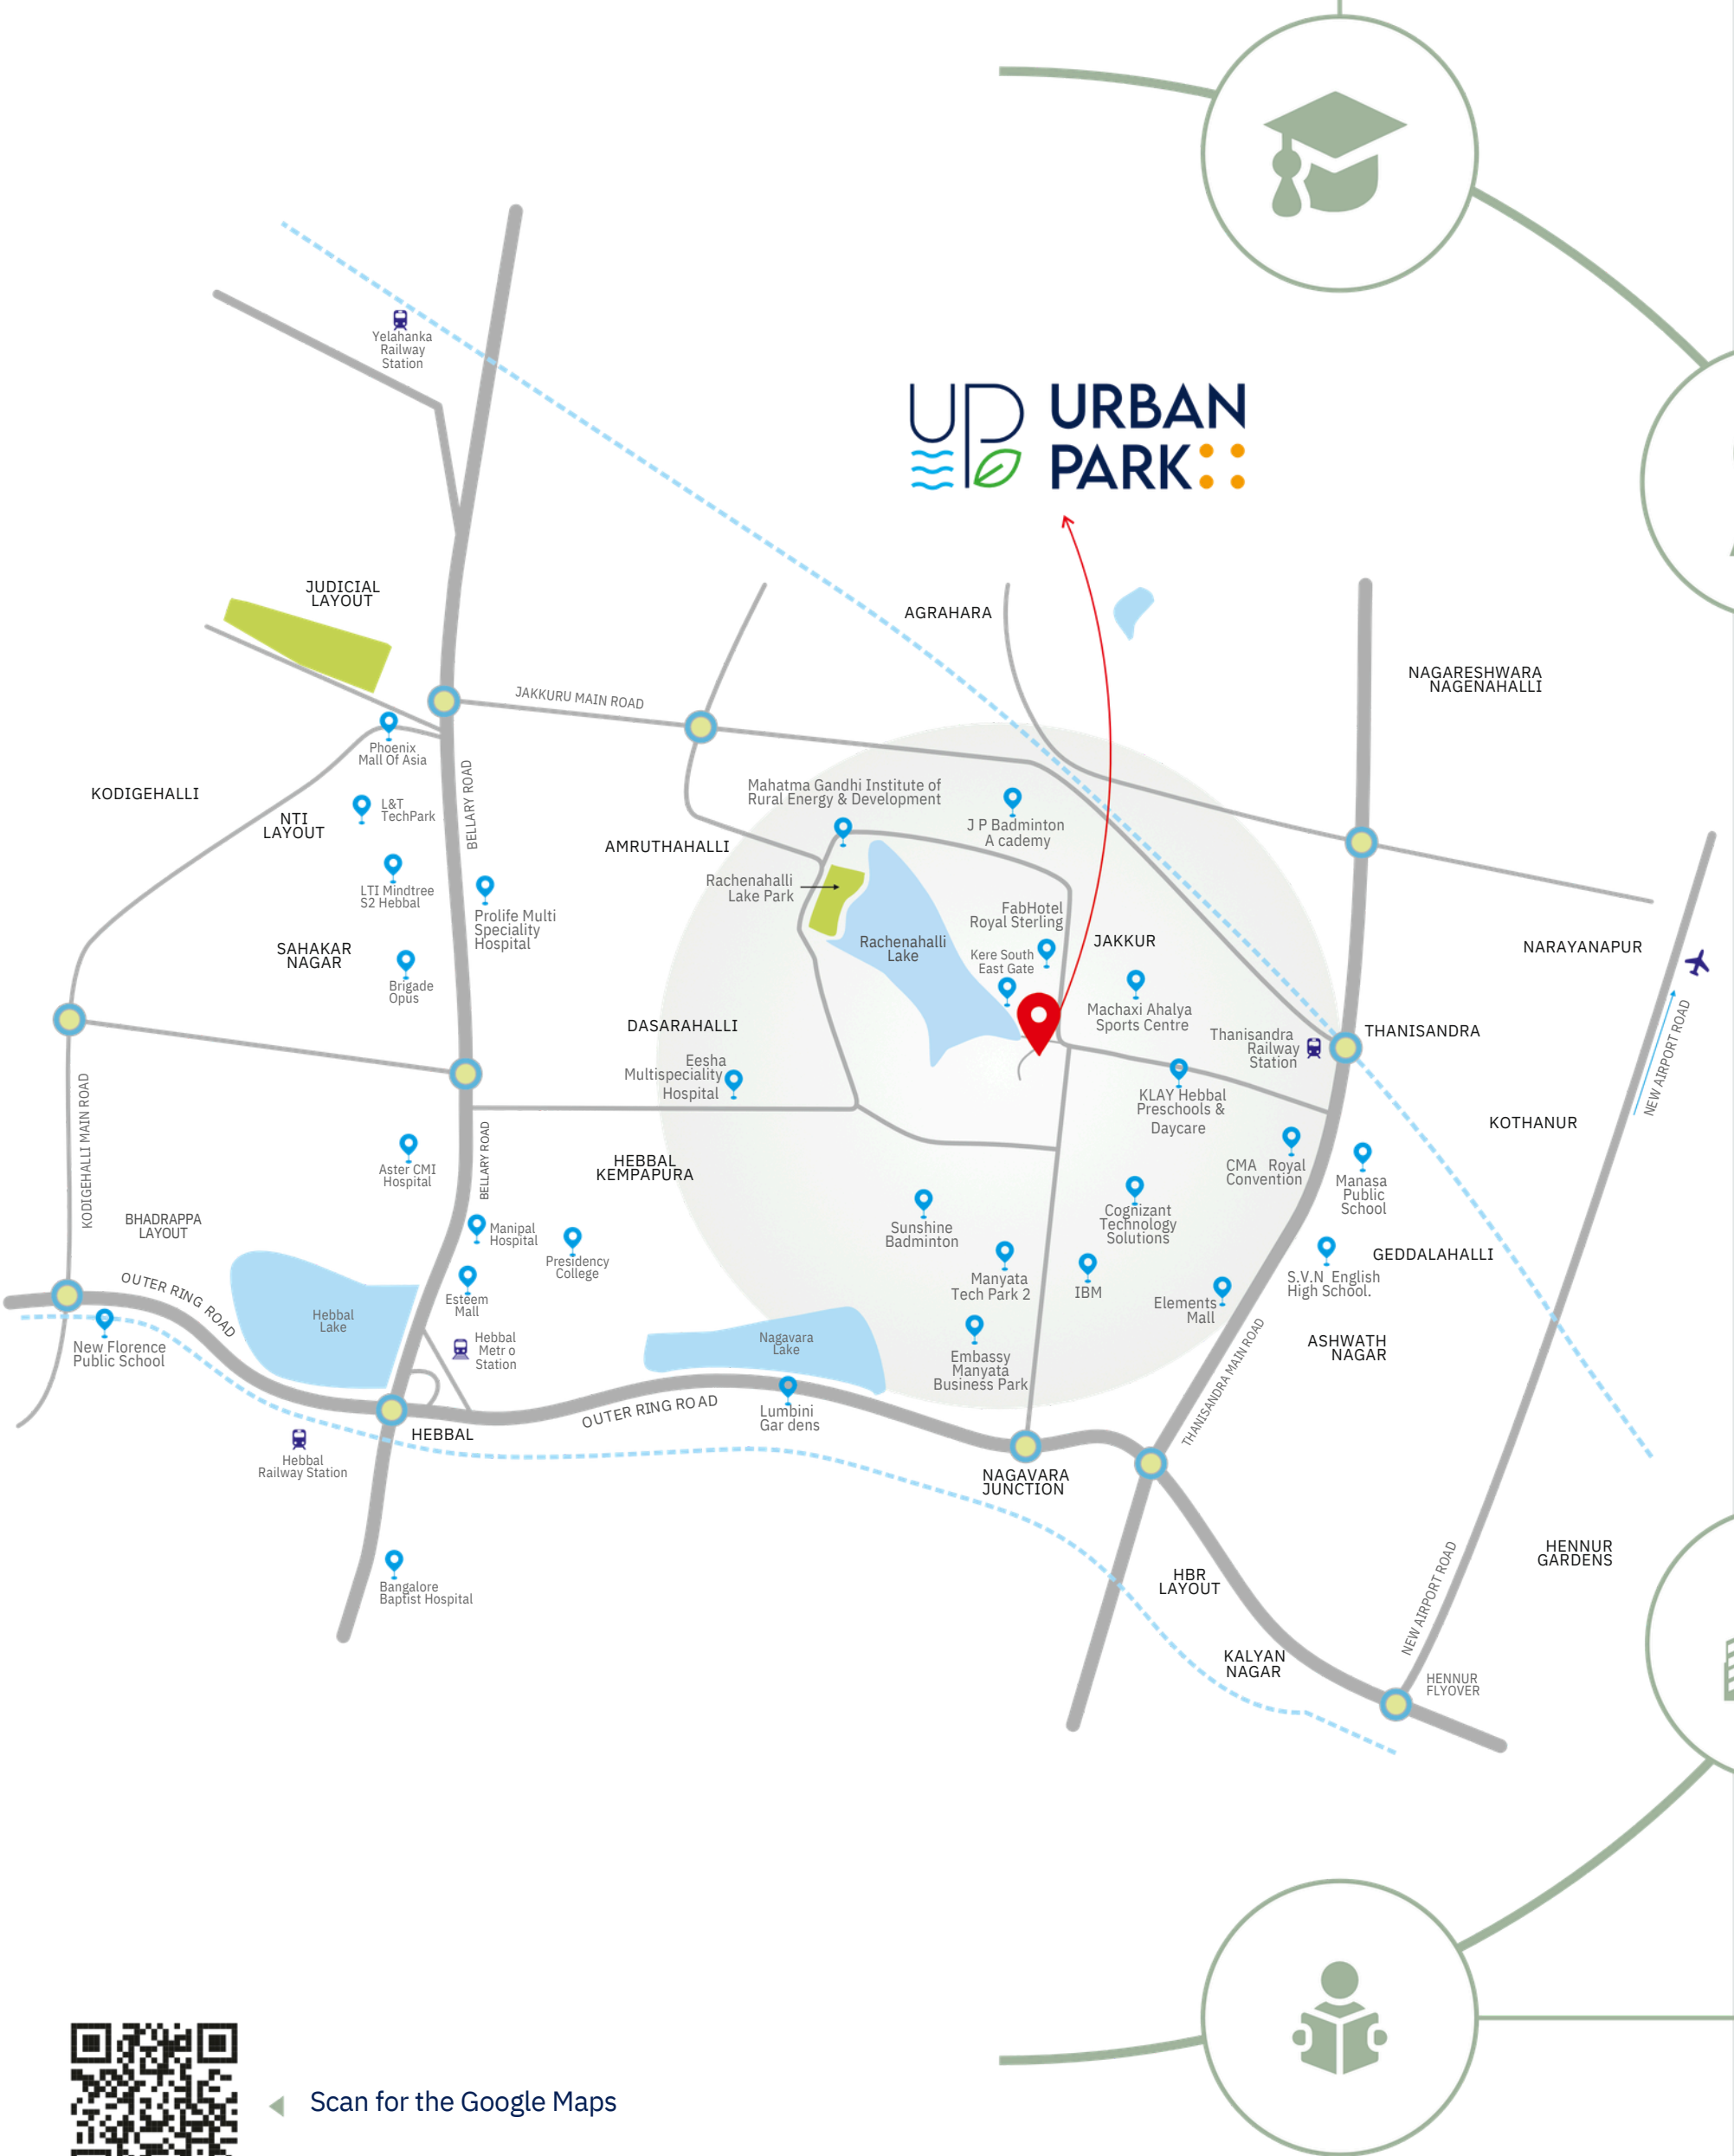 Yelahanka
Railway
Station
UP
URBAN
PARK
JUDICIAL
LAYOUT
AGRAHARA
NAGARESHWARA
NAGENAHALLI
JAKKURU MAIN ROAD
Phoenix
Mall Of Asia
KODIGEHALLI
L&T
TechPark
NTI
LAYOUT
BELLARY ROAD
Mahatma Gandhi Institute of
Rural Energy & Development
J P Badminton
A cademy
AMRUTHAHALLI
LTI Mindtree
S2 Hebbal
Rachenahalli
Lake Park
Prolife Multi
Speciality
Hospital
FabHotel
Royal Sterling
Rachenahalli
Lake
JAKKUR
SAHAKAR
NAGAR
Kere South
East Gate
NARAYANAPUR
Brigade
Opus
Machaxi Ahalya
Sports Centre
DASARAHALLI
Thanisandra
Railway
Station
THANISANDRA
NEW AIRPORT ROAD
Eesha
Multispeciality
Hospital
KLAY Hebbal
Preschools &
Daycare
KOTHANUR
KODIGEHALLI MAIN ROAD
BELLARY ROAD
Aster CMI
Hospital
HEBBAL
KEMPAPURA
CMA Royal
Convention
Manasa
Public
School
BHADRAPPA
LAYOUT
Manipal
Hospital
Sunshine
Badminton
Cognizant
Technology
Solutions
Presidency
College
GEDDALAHALLI
OUTER RING ROAD
Esteem
Mall
Manyata
Tech Park 2
IBM
S.V.N English
High School.
Elements
Mall
Hebbal
Lake
New Florence
Public School
Hebbal
Metr o
Station
Nagavara
Lake
Embassy
Manyata
Business Park
ASHWATH
NAGAR
THANISANDRA MAIN ROAD
OUTER RING ROAD
Lumbini
Gar dens
HEBBAL
Hebbal
Railway Station
NAGAVARA
JUNCTION
HENNUR
GARDENS
Bangalore
Baptist Hospital
HBR
LAYOUT
NEW AIRPORT ROAD
KALYAN
NAGAR
HENNUR
FLYOVER
Scan for the Google Maps